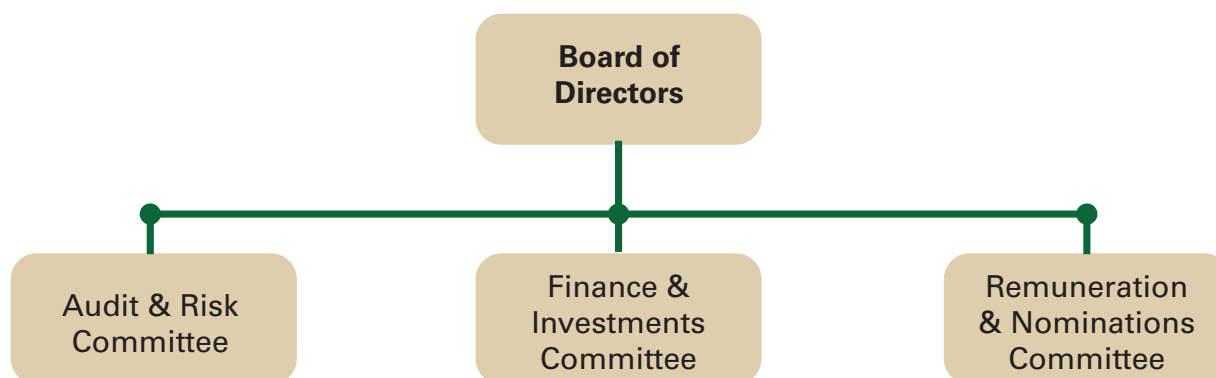 Board of
Directors
Audit & Risk
Committee
Finance &
Investments
Committee
Remuneration
& Nominations
Committee